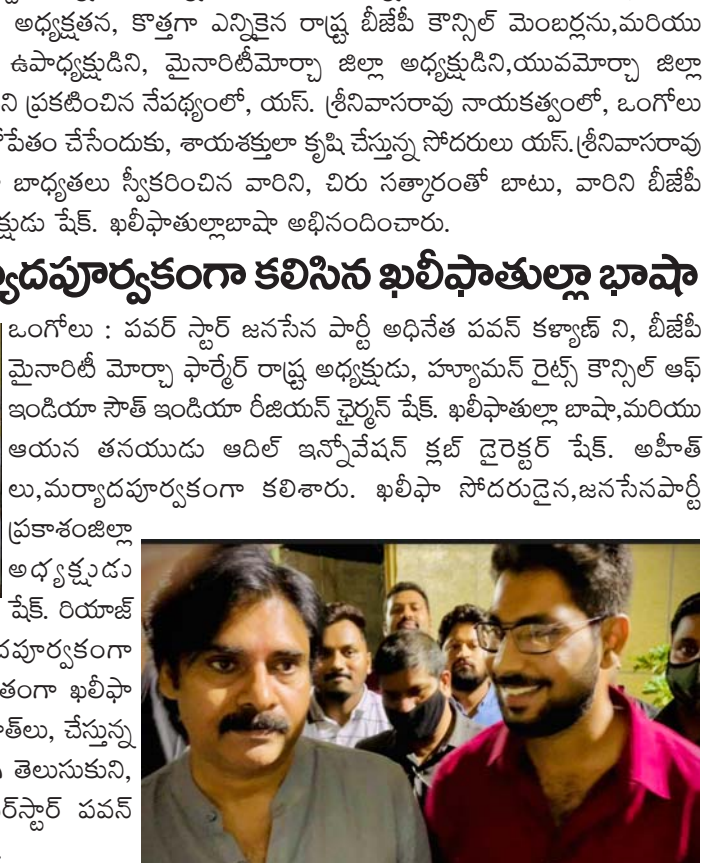 అధ్యక్షతన, కొత్తగా ఎన్నికైన రాష్ట్ర బీజేపీ కౌన్సిల్ మెంబర్లను,మరియు
ఉపాధ్యక్షుడిని, మైనారిటీమోర్చా జిల్లా అధ్యక్షుడిని,యువమోర్చా జిల్లా
ని ప్రకటించిన నేపథ్యంలో, యస్. శ్రీనివాసరావు నాయకత్వంలో, ఒంగోలు
పేతం చేసేందుకు, శాయశక్తులా కృషి చేస్తున్న సోదరులు యస్.శ్రీనివాసరావు
బాధ్యతలు స్వీకరించిన వారిని, చిరు సత్కారంతో బాటు, వారిని బీజేపీ
క్షుడు షేక్. ఖలీఫాతుల్లాబాషా అభినందించారు.
్యదపూర్వకంగా కలిసిన ఖలీఫాతుల్లా భాషా
ఒంగోలు : పవర్ స్టార్ జనసేన పార్టీ అధినేత పవన్ కళ్యాణ్ ని, బీజేపీ
మైనారిటీ మోర్చా ఫార్మేర్ రాష్ట్ర అధ్యక్షుడు, హ్యూమన్ రైట్స్ కౌన్సిల్ ఆఫ్
ఇండియా సౌత్ ఇండియా రీజియన్ ఛైర్మన్ షేక్. ఖలీఫాతుల్లా బాషా,మరియు
ఆయన తనయుడు ఆదిల్ ఇన్నోవేషన్ క్లబ్ డైరెక్టర్ షేక్. అహీత్
లు,మర్యాదపూర్వకంగా కలిశారు. ఖలీఫా సోదరుడైన,జనసేనపార్టీ
ప్రకాశంజిల్లా
అధ్యక్షుడు
షేక్. రియాజ్
దపూర్వకంగా
తంగా ఖలీఫా
త్‌లు, చేస్తున్న
తెలుసుకుని,
ర్‌స్టార్ పవన్